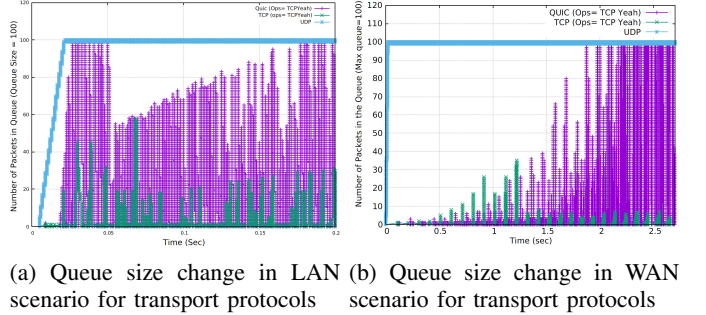 120
100
80
60
40
20
0
0
0.05
0.1
0.15
0.2
Number of Packets in Queue (Queue Size = 100)
Time (Sec)
QUIC (Ops= TCPYeah)
TCP (ops= TCPYeah)
UDP
120
110
100
90
80
70
60
50
40
30
20
10
0
0
0.5
1
1.5
2
2.5
Number of Packets in the Queue (Max queue=100)
Time (sec)
QUIC (Ops= TCP Yeah)
TCP (Ops= TCP Yeah)
UDP
(a) Queue size change in LAN
scenario for transport protocols
(b) Queue size change in WAN
scenario for transport protocols